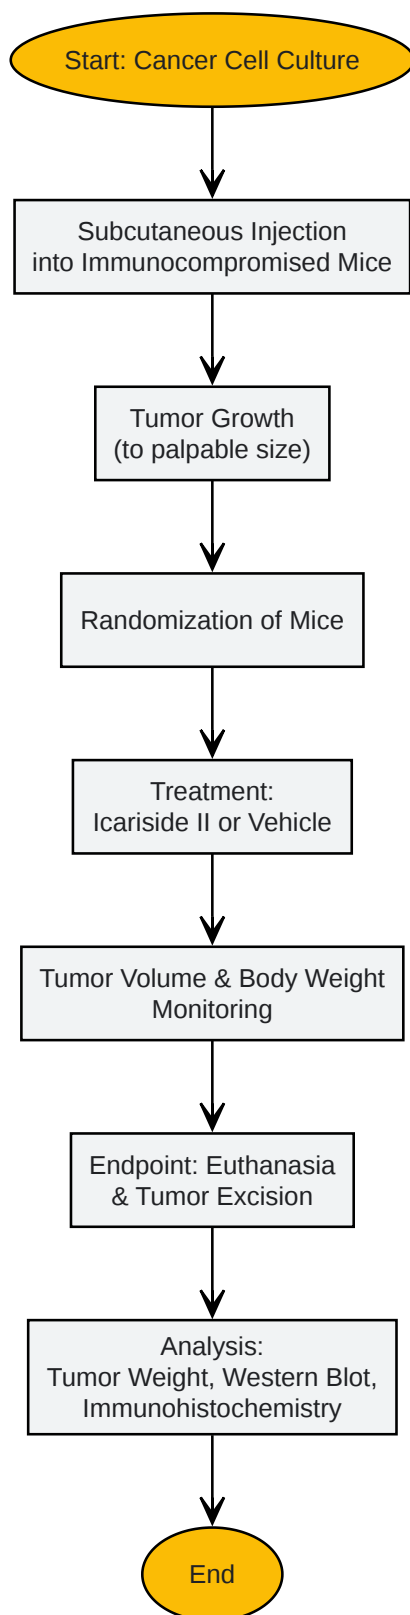 Start: Cancer Cell Culture
Subcutaneous Injection
into Immunocompromised Mice
Tumor Growth
(to palpable size)
Randomization of Mice
Treatment:
Icariside II or Vehicle
Tumor Volume & Body Weight
Monitoring
Endpoint: Euthanasia
& Tumor Excision
Analysis:
Tumor Weight, Western Blot,
Immunohistochemistry
End